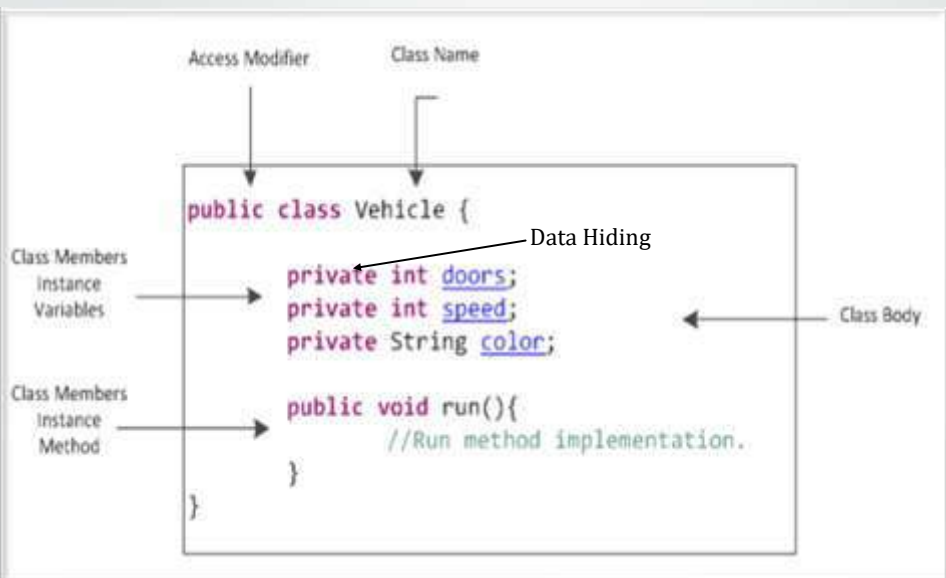 Access Modifier
Class Name
public class Vehicle {
Data Hiding
Class Members
Instance
Variables
private int doors;
private int speed;
private String color;
Class Body
Class Members
Instance
Method
public void run(){
//Run method implementation.
}
}